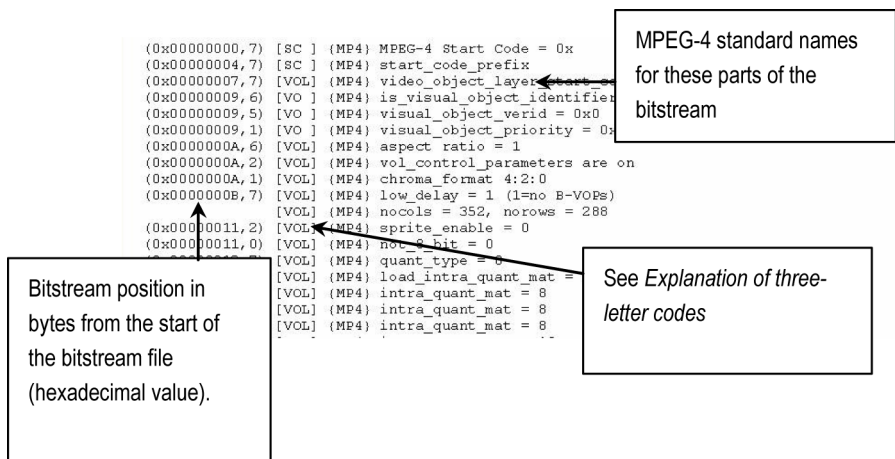 (0x00000000,7) [SC ] {MP4} MPEG-4 Start Code = 0x
(0x00000004,7) [SC ] {MP4} start_code_prefix
(0x00000007,7) [VOL] {MP4} video_object_layer_start
(0x00000009,6) [VO ] {MP4} is_visual_object_identifier
(0x00000009,5) [VO ] {MP4} visual_object_verid = 0x0
(0x00000009,1) [VO ] {MP4} visual_object_priority = 0x
(0x0000000A,6) [VOL] {MP4} aspect ratio = 1
(0x0000000A,2) [VOL] {MP4} vol_control_parameters are on
(0x0000000A,1) [VOL] {MP4} chroma_format 4:2:0
(0x0000000B,7) [VOL] {MP4} low_delay = 1 (1=no B-VOPs)
[VOL] {MP4} nocols = 352, norows = 288
(0x00000011,2) [VOL] {MP4} sprite_enable = 0
(0x00000011,0) [VOL] {MP4} not_8_bit = 0
[VOL] {MP4} quant_type = 
[VOL] {MP4} load_intra_quant_mat =
[VOL] {MP4} intra_quant_mat = 8
[VOL] {MP4} intra_quant_mat = 8
[VOL] {MP4} intra_quant_mat = 8
MPEG-4 standard names
for these parts of the
bitstream
See Explanation of three-
letter codes
Bitstream position in
bytes from the start of
the bitstream file
(hexadecimal value).